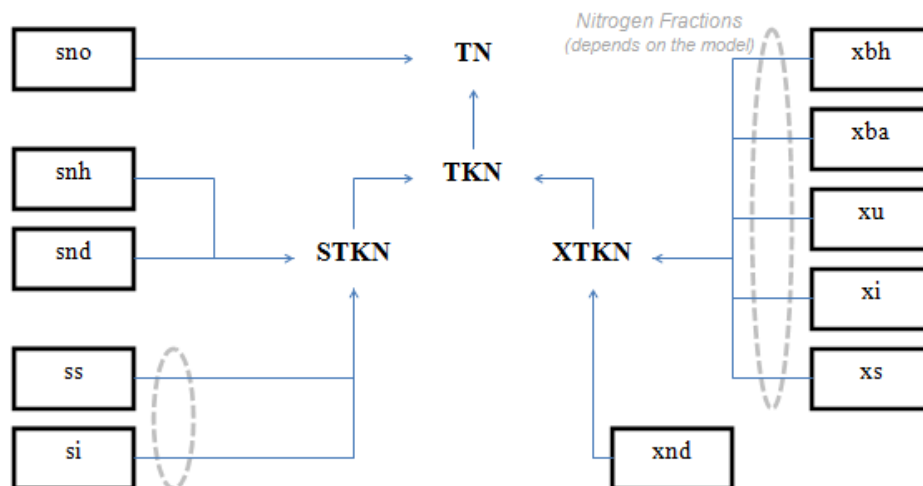 Nitrogen Fractions
(depends on the model)
sno
TN
xbh
xba
snh
TKN
xu
snd
STKN
XTKN
xi
ss
xs
si
xnd